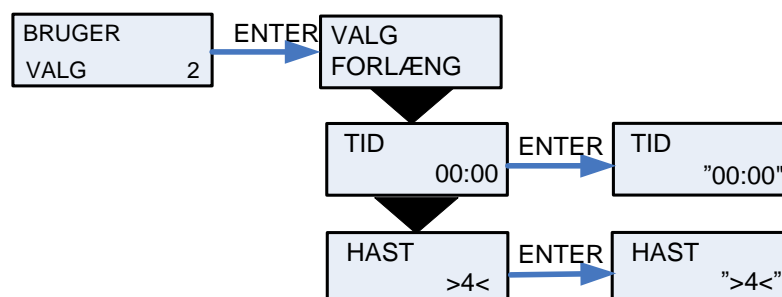 BRUGER
VALG 2
ENTER
VALG
FORLÆNG
TID
00:00
ENTER
TID
”00:00"
HAST
>4<
ENTER
HAST
”>4<”